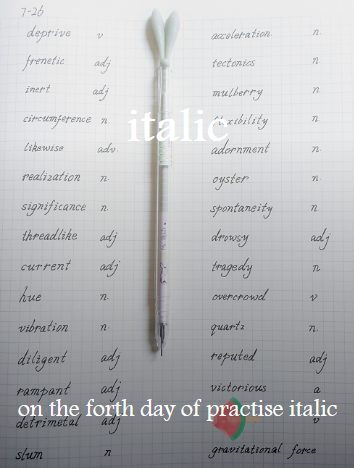 7-26
deprive v
frenetic adj
inert adj
circumference n.
likewise adv.
realization n
significance n.
threadlike adj
current adj
hue n.
vibration n
diligent adj
rampant adj
detrimetal adj
slum n
acceleration n.
tectonics n.
mulberry n.
flexibility n.
adornment n.
oyster n.
spontaneity n.
drowsy adj
tragedy n
overcrowd v
quartz n.
reputed adj
victorious a
v
gravitational force
italic
on the forth day of practise italic